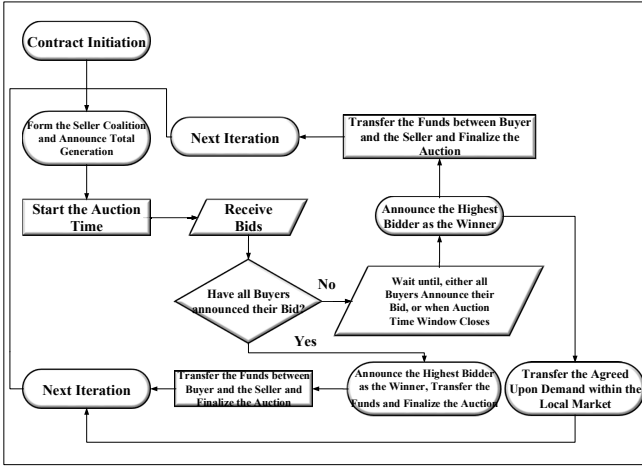 Contract Initiation
Form the Seller Coalition
and Announce Total
Generation
Start the Auction
Time
Receive
Bids
Have all Buyers
announced their Bid?
No
Yes
Wait until, either all
Buyers Announce their
Bid, or when Auction
Time Window Closes
Announce the Highest
Bidder as the Winner
Transfer the Funds between Buyer
and the Seller and Finalize the
Auction
Next Iteration
Announce the Highest Bidder
as the Winner, Transfer the
Funds and Finalize the Auction
Transfer the Funds between
Buyer and the Seller and
Finalize the Auction
Next Iteration
Transfer the Agreed
Upon Demand within the
Local Market